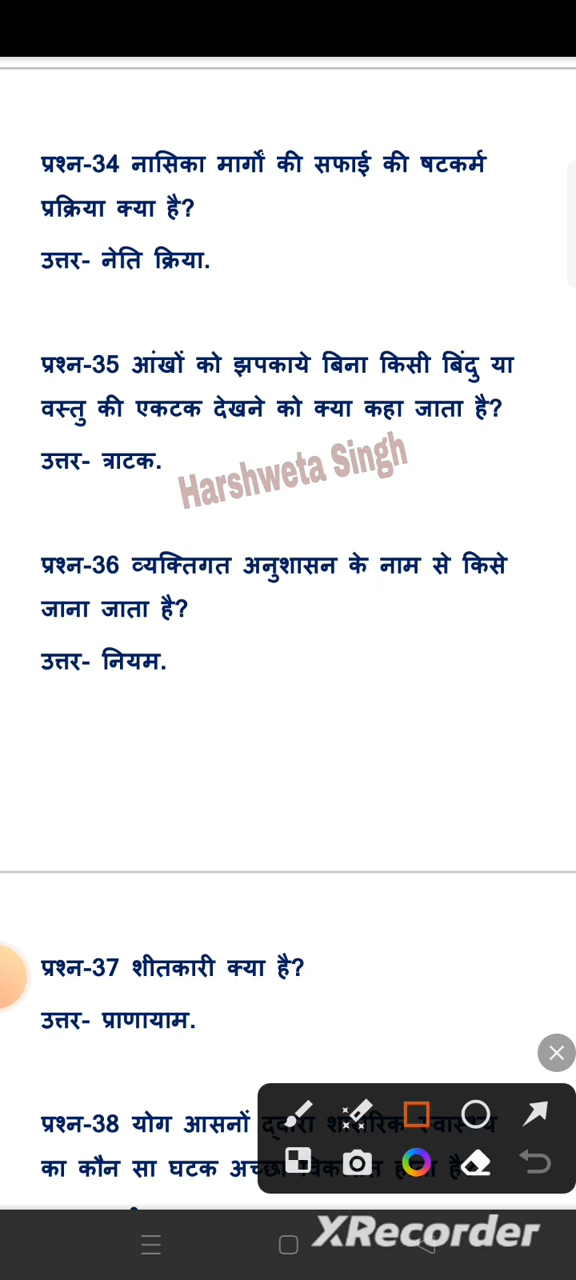 प्रश्न-34 नासिका मार्गों की सफाई की षटकर्म
प्रक्रिया क्या है?
उत्तर- नेति क्रिया.
प्रश्न-35 आंखों को झपकाये बिना किसी बिंदु या
वस्तु की एकटक देखने को क्या कहा जाता है?
उत्तर- त्राटक.
Harshweta Singh
प्रश्न-36 व्यक्तिगत अनुशासन के नाम से किसे
जाना जाता है?
उत्तर- नियम.
प्रश्न-37 शीतकारी क्या है?
उत्तर- प्राणायाम.
प्रश्न-38 योग आसनों द्वारा शारीरिक स्वास्थ्य
का कौन सा घटक अच्छा विकसित होता है
XRecorder